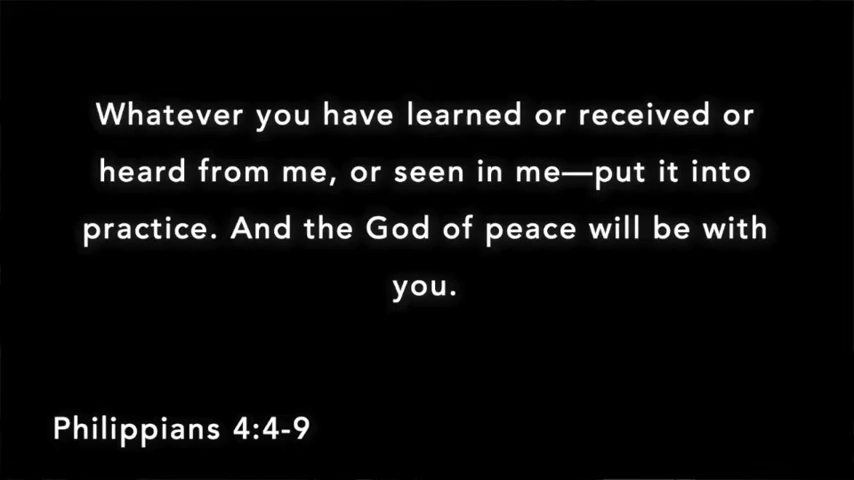 Whatever you have learned or received or
heard from me, or seen in me—put it into
practice. And the God of peace will be with
you.
Philippians 4:4-9